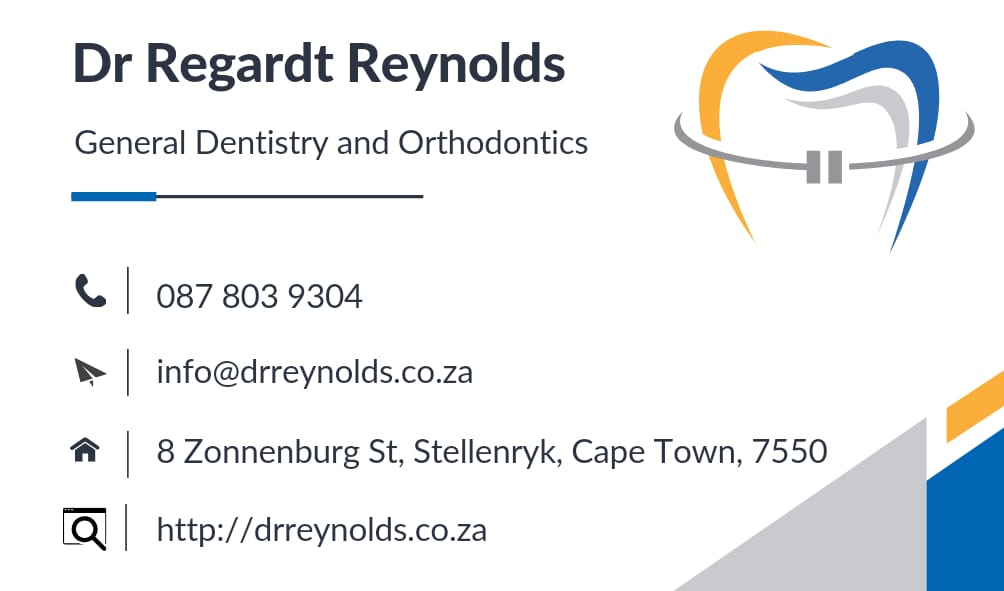 Dr Regardt Reynolds
General Dentistry and Orthodontics
087 803 9304
info@drreynolds.co.za
8 Zonnenburg St, Stellenryk, Cape Town, 7550
http://drreynolds.co.za